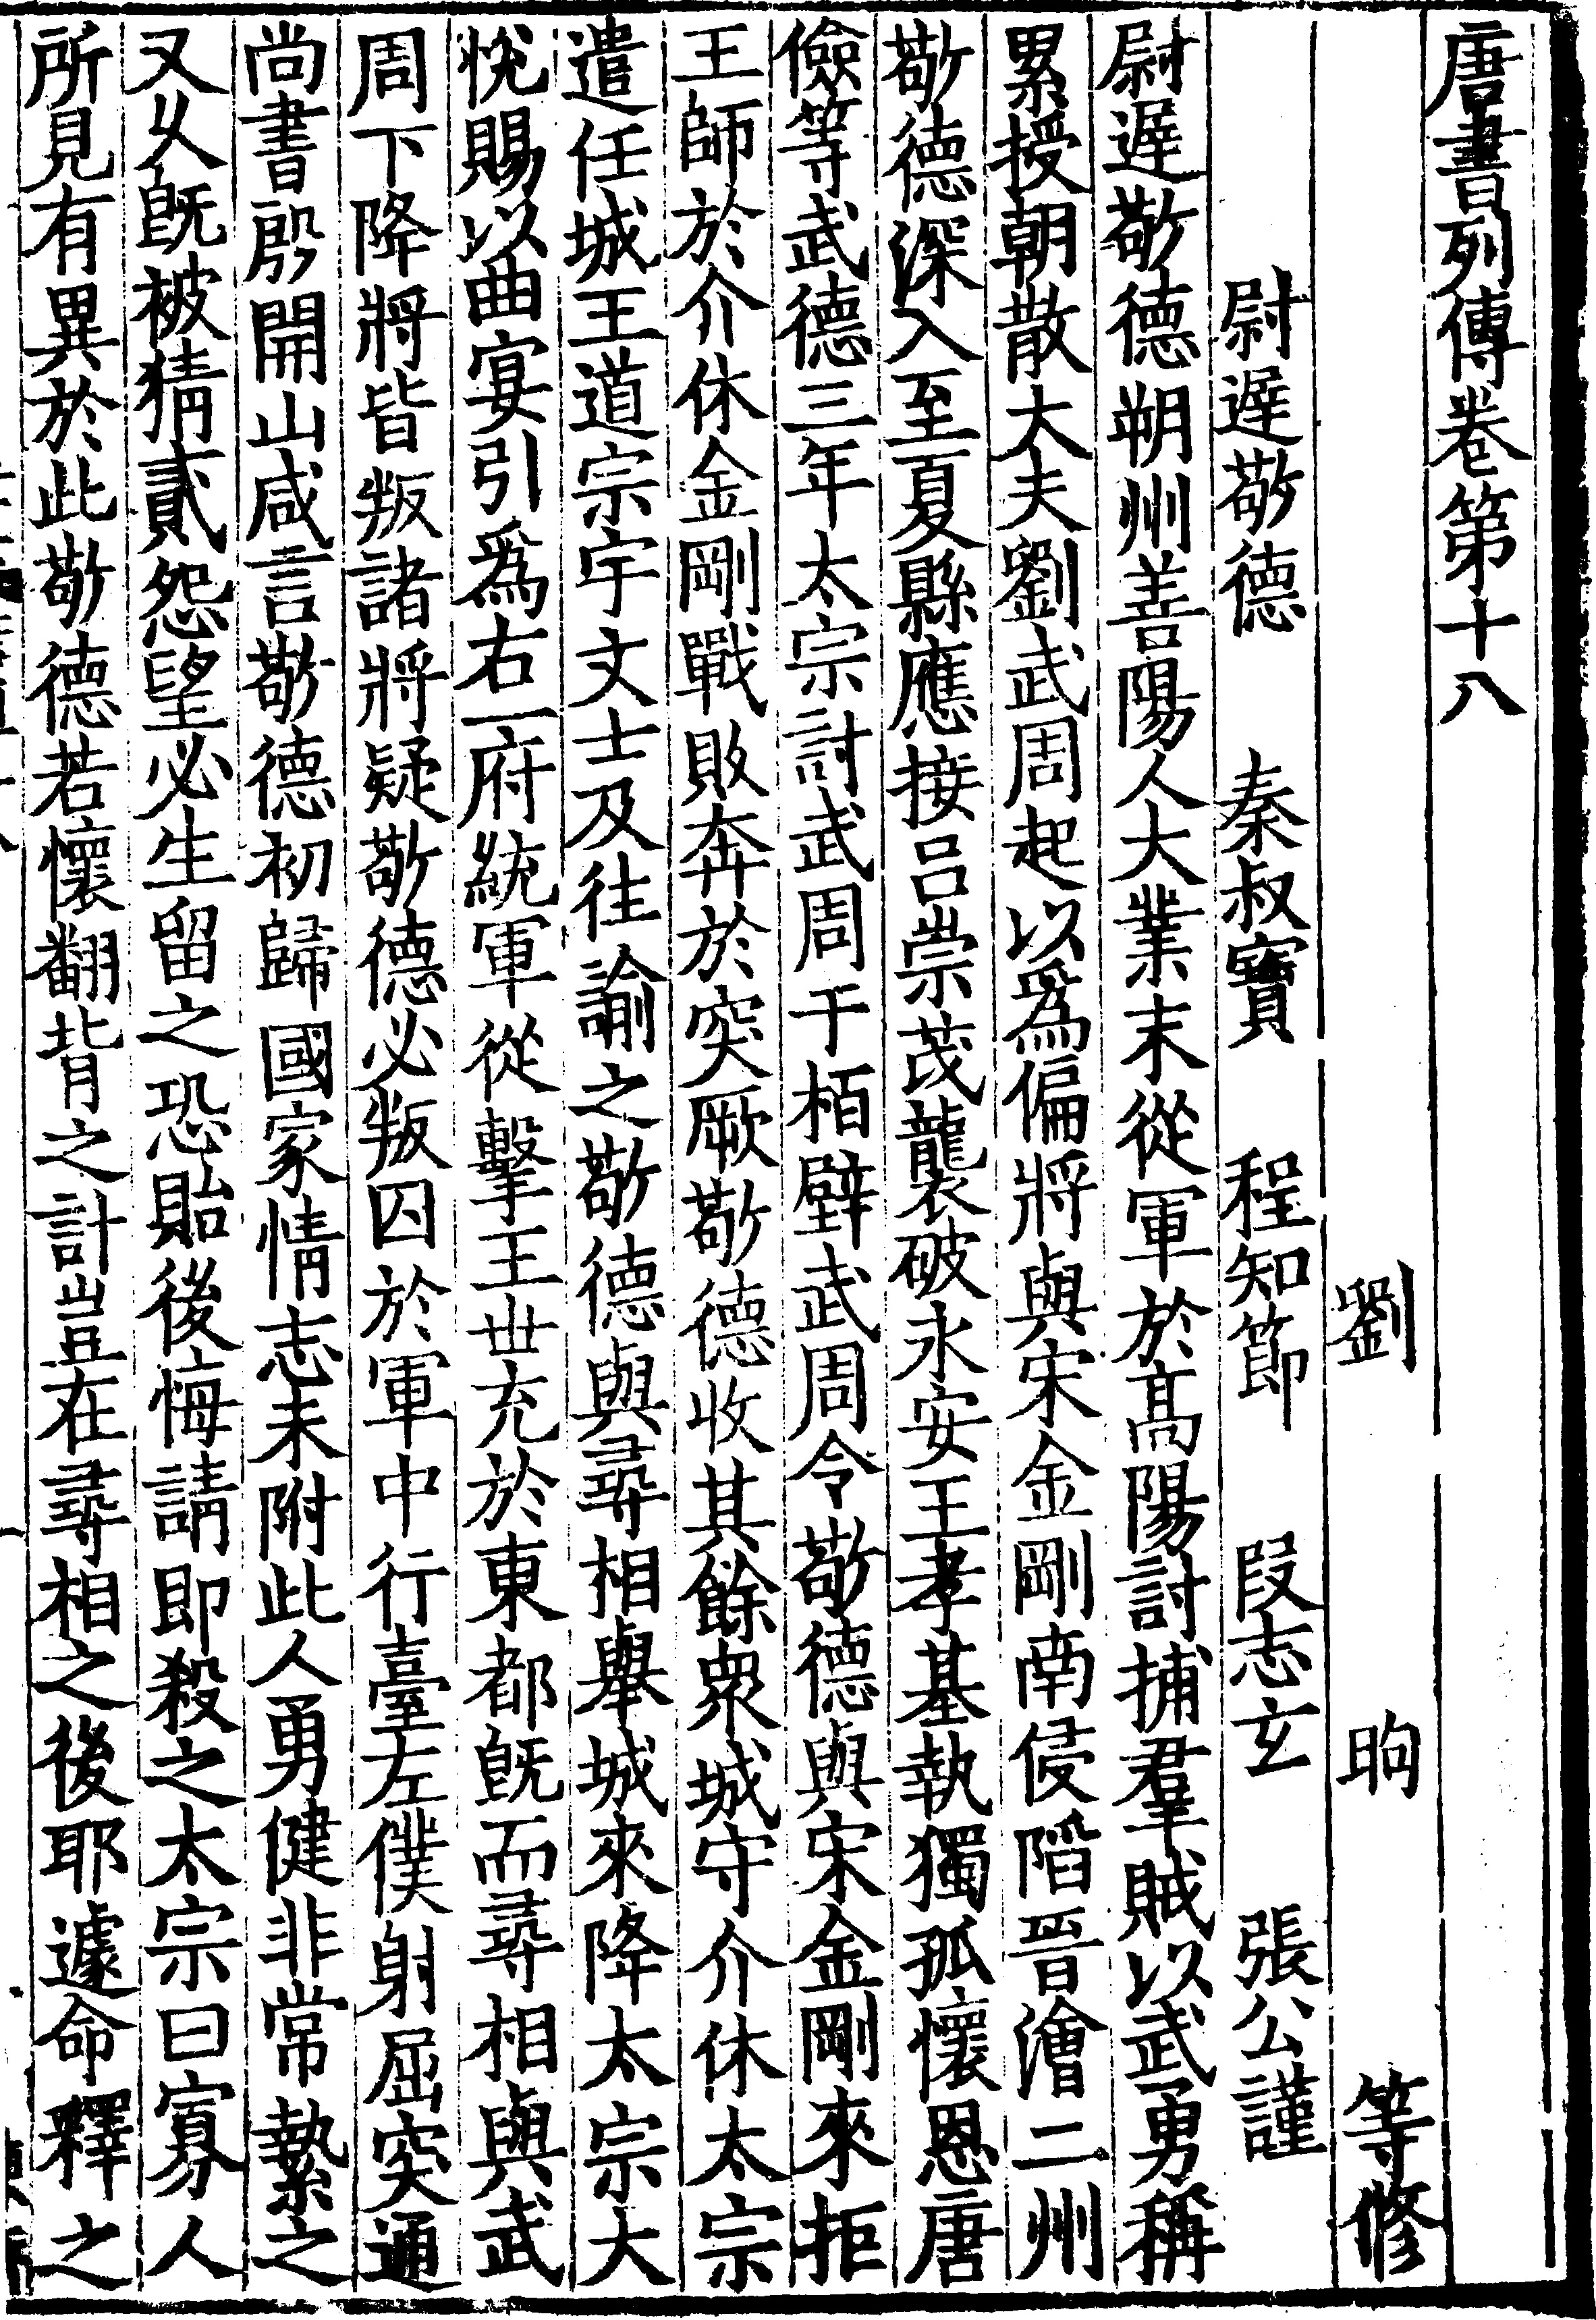 唐書列傳卷第十八
劉 昫 等修
尉遲敬德 秦叔寶 程知節 段志玄 張公謹
尉遲敬德朔州善陽人大業末從軍於高陽討捕羣賊以武勇稱
累授朝散大夫劉武周起以爲偏將與宋金剛南侵陷晉澮二州
敬德深入至夏縣應接呂崇茂襲破永安王孝基執獨孤懷恩唐
儉等武德三年太宗討武周于栢壁武周令敬德與宋金剛來拒
王師於介休金剛戰敗奔於突厥敬德收其餘衆城守介休太宗
遣任城王道宗宇文士及往諭之敬德與尋相舉城來降太宗大
悅賜以曲宴引爲右一府統軍從擊王世充於東都旣而尋相與武
周下降將皆叛諸將疑敬德必叛囚於軍中行臺左僕射屈突通
尚書殷開山咸言敬德初歸國家情志未附此人勇健非常縶之
又久旣被猜貳怨望必生留之恐貽後悔請即殺之太宗曰寡人
所見有異於此敬德若懷翻背之計豈在尋相之後耶遽命釋之